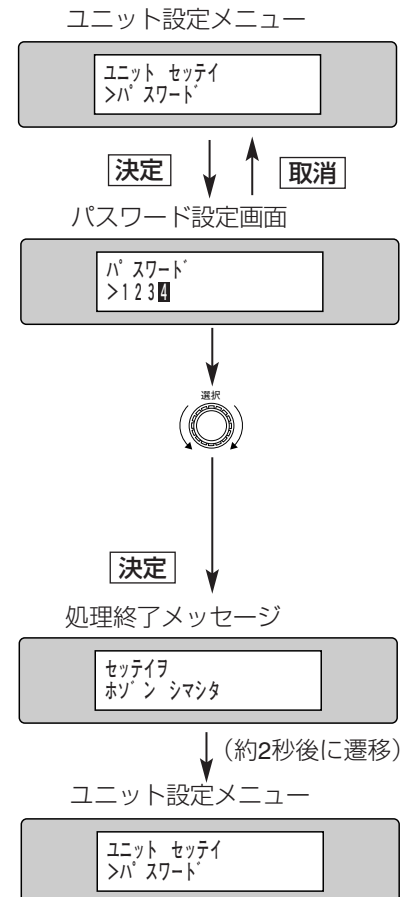 ユニット設定メニュー
ユニット セッテイ
>パスワード
決定 取消
パスワード設定画面
パスワード
>1234
選択
決定
処理終了メッセージ
セッテイヲ
ホゾン シマシタ
(約2秒後に遷移)
ユニット設定メニュー
ユニット セッテイ
>パスワード